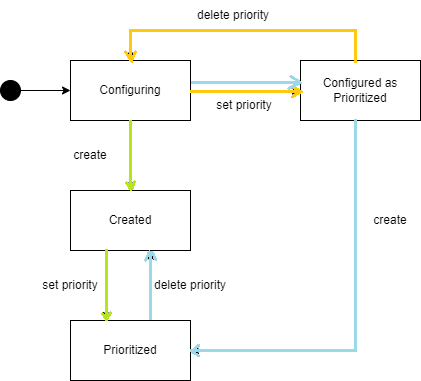 delete priority
Configuring
Configured as
Prioritized
set priority
create
create
Created
set priority
delete priority
Prioritized